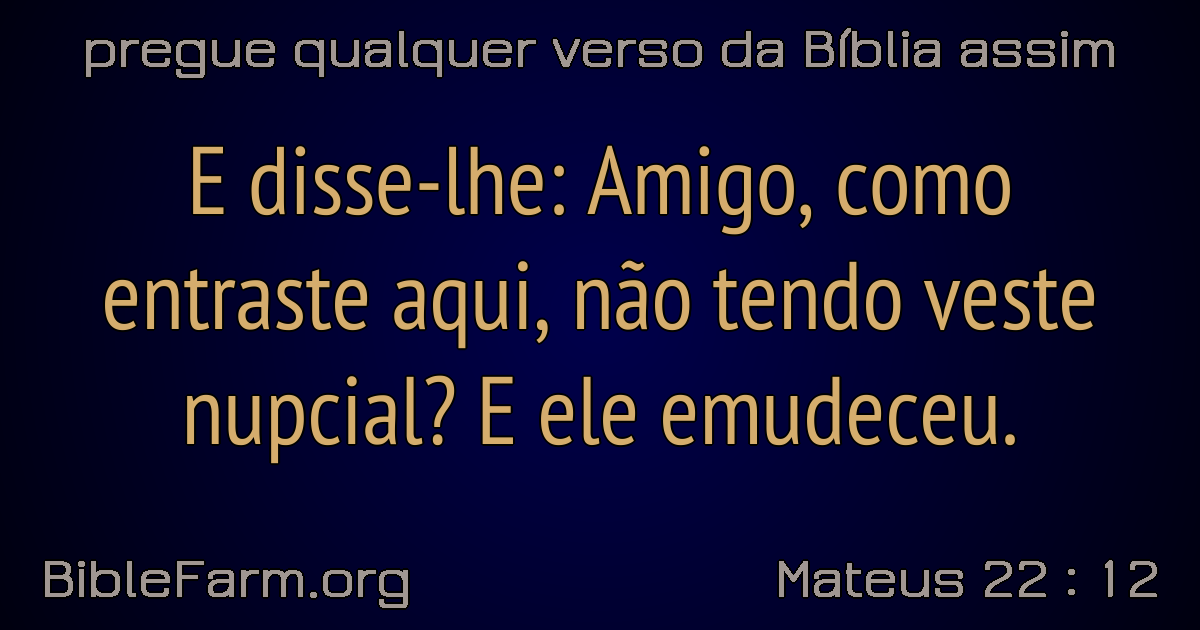 pregue qualquer verso da Bíblia assim
E disse-lhe: Amigo, como
entraste aqui, não tendo veste
nupcial? E ele emudeceu.
BibleFarm.org
Mateus 22 : 12